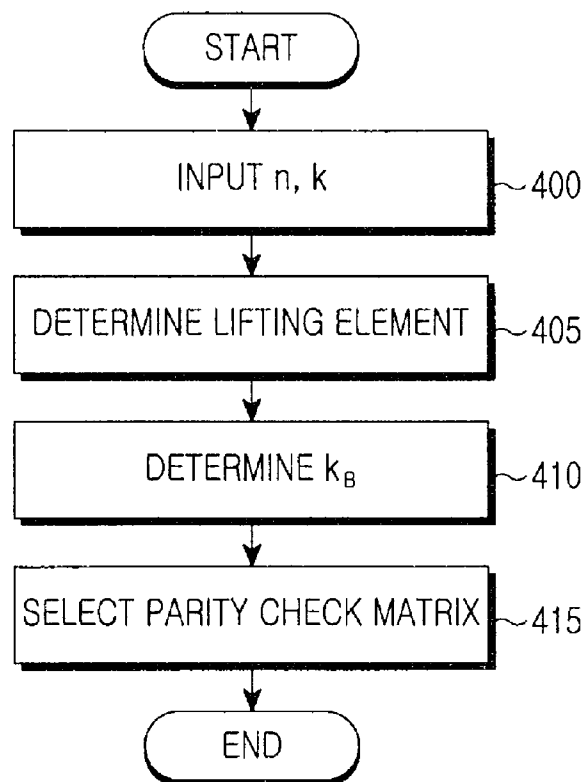 START
INPUT n, k
400
DETERMINE LIFTING ELEMENT
405
DETERMINE k_B
410
SELECT PARITY CHECK MATRIX
415
END